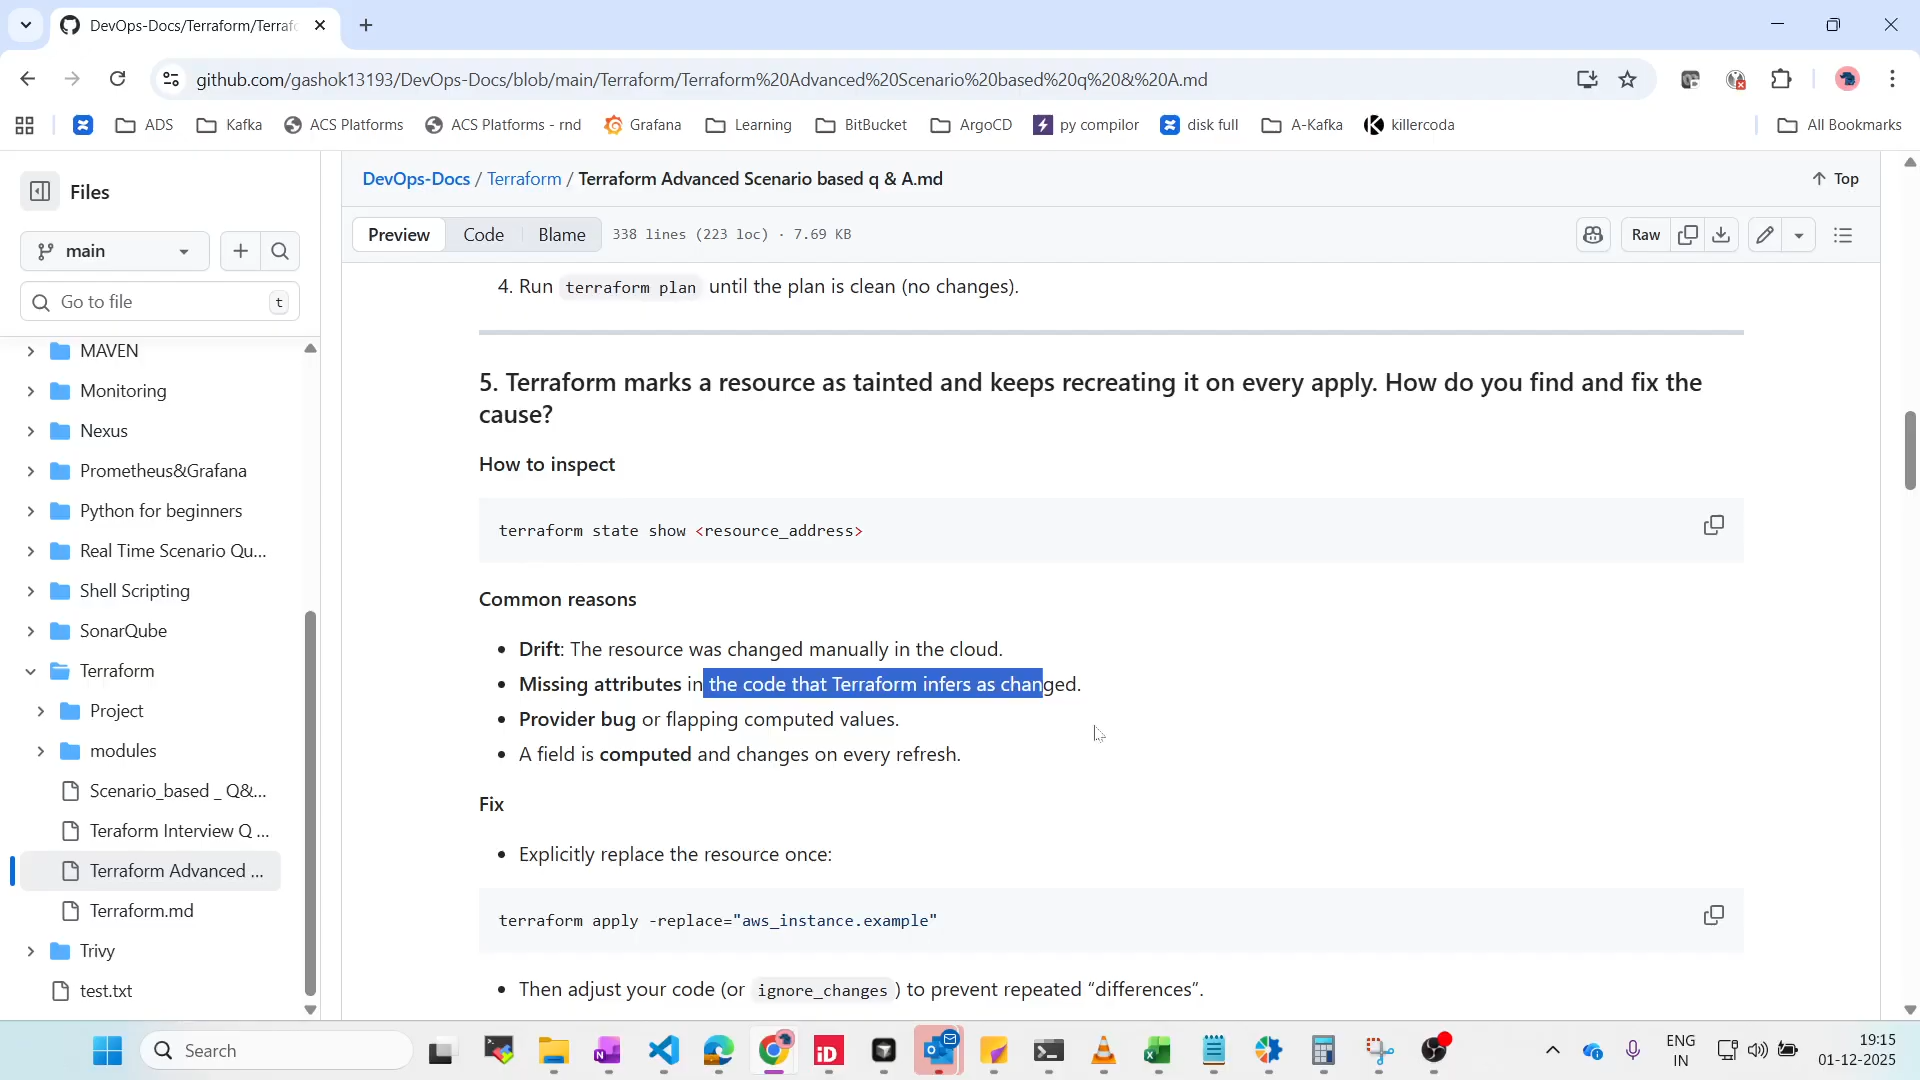 DevOps-Docs/Terraform/Terrafo
github.com/gashok13193/DevOps-Docs/blob/main/Terraform/Terraform%20Advanced%20Scenario%20based%20q%20&%20A.md
ADS
Kafka
ACS Platforms
ACS Platforms - rnd
Grafana
Learning
BitBucket
ArgoCD
py compilor
disk full
A-Kafka
killercoda
All Bookmarks
Files
main
Go to file
t
MAVEN
Monitoring
Nexus
Prometheus&Grafana
Python for beginners
Real Time Scenario Qu...
Shell Scripting
SonarQube
Terraform
Project
modules
Scenario_based _ Q&...
Teraform Interview Q ...
Terraform Advanced ...
Terraform.md
Trivy
test.txt
DevOps-Docs / Terraform / Terraform Advanced Scenario based q & A.md
Top
Preview
Code
Blame
338 lines (223 loc) · 7.69 KB
Raw
4. Run terraform plan until the plan is clean (no changes).
5. Terraform marks a resource as tainted and keeps recreating it on every apply. How do you find and fix the
cause?
How to inspect
terraform state show <resource_address>
Common reasons
• Drift: The resource was changed manually in the cloud.
• Missing attributes in the code that Terraform infers as changed.
• Provider bug or flapping computed values.
• A field is computed and changes on every refresh.
Fix
• Explicitly replace the resource once:
terraform apply -replace="aws_instance.example"
• Then adjust your code (or ignore_changes) to prevent repeated “differences”.
Search
ENG
IN
19:15
01-12-2025